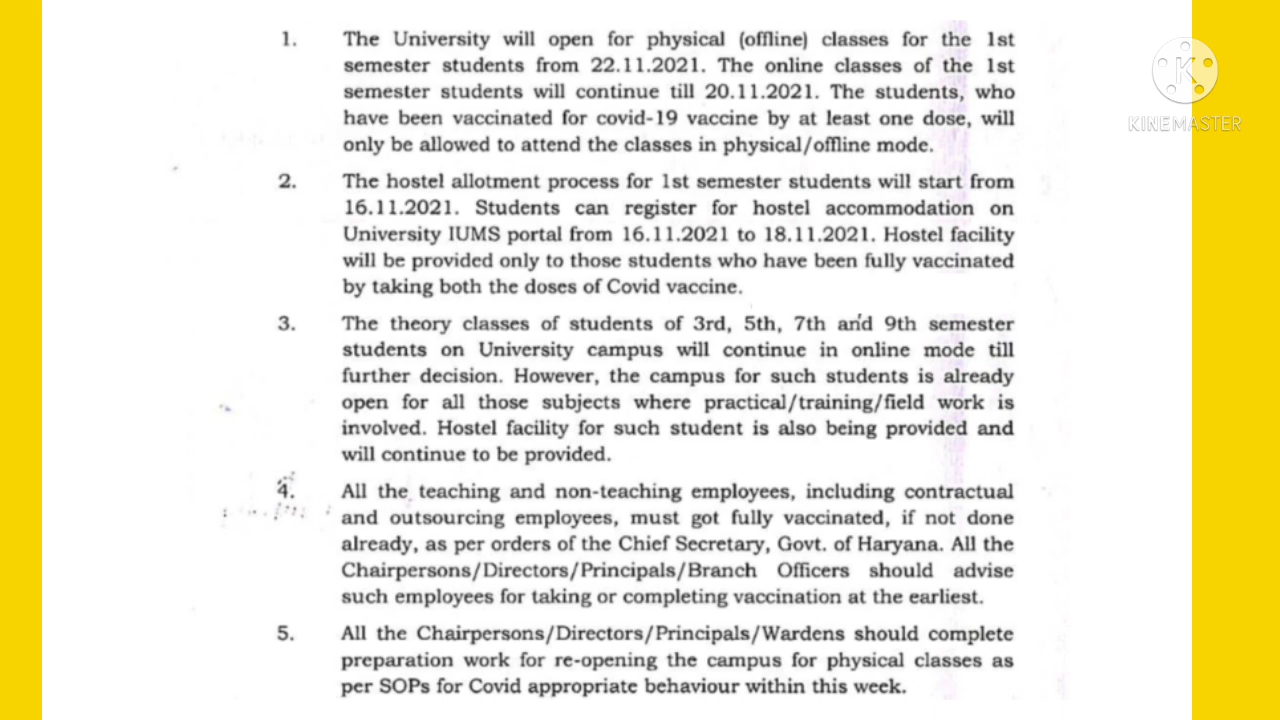 1. The University will open for physical (offline) classes for the 1st
semester students from 22.11.2021. The online classes of the 1st
semester students will continue till 20.11.2021. The students, who
have been vaccinated for covid-19 vaccine by at least one dose, will
only be allowed to attend the classes in physical/offline mode.
2. The hostel allotment process for 1st semester students will start from
16.11.2021. Students can register for hostel accommodation on
University IUMS portal from 16.11.2021 to 18.11.2021. Hostel facility
will be provided only to those students who have been fully vaccinated
by taking both the doses of Covid vaccine.
3. The theory classes of students of 3rd, 5th, 7th and 9th semester
students on University campus will continue in online mode till
further decision. However, the campus for such students is already
open for all those subjects where practical/training/field work is
involved. Hostel facility for such student is also being provided and
will continue to be provided.
4. All the teaching and non-teaching employees, including contractual
and outsourcing employees, must got fully vaccinated, if not done
already, as per orders of the Chief Secretary, Govt. of Haryana. All the
Chairpersons/Directors/Principals/Branch Officers should advise
such employees for taking or completing vaccination at the earliest.
5. All the Chairpersons/Directors/Principals/Wardens should complete
preparation work for re-opening the campus for physical classes as
per SOPs for Covid appropriate behaviour within this week.
K
KINEMASTER